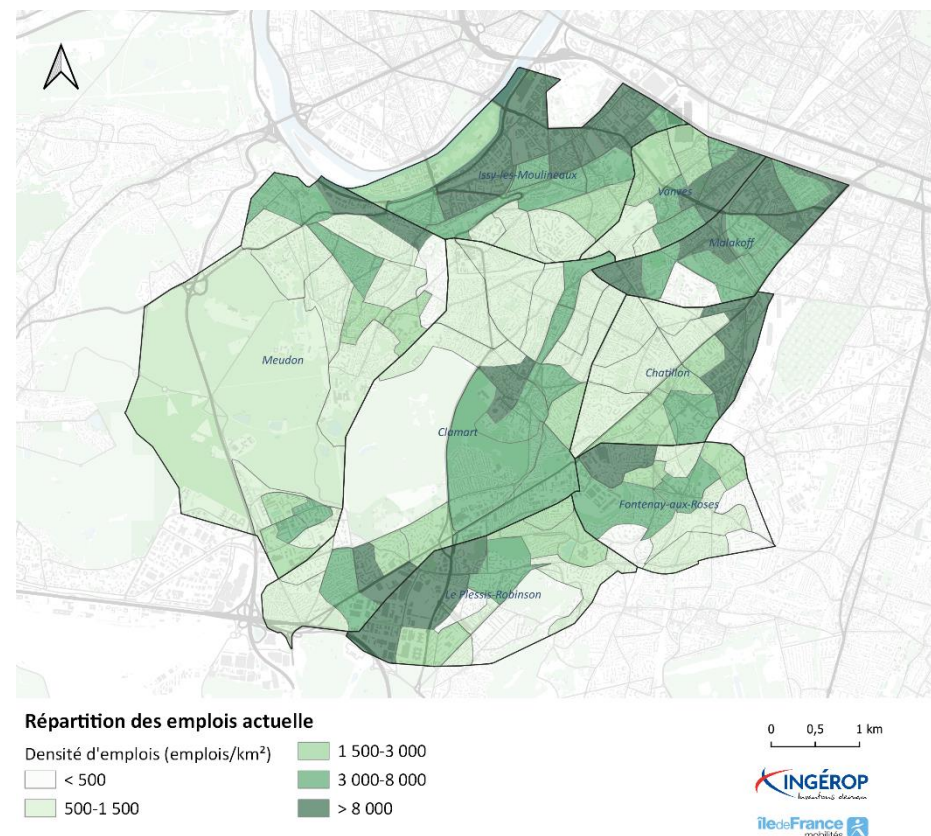 Issy-les-Moulineaux
Vanves
Malakoff
Meudon
Chatillon
Clamart
Fontenay-aux-Roses
Le Plessis-Robinson
Répartition des emplois actuelle
Densité d'emplois (emplois/km²)
< 500
500-1 500
1 500-3 000
3 000-8 000
> 8 000
0 0,5 1 km
INGÉROP
Inventons demain
îledeFrance
mobilités